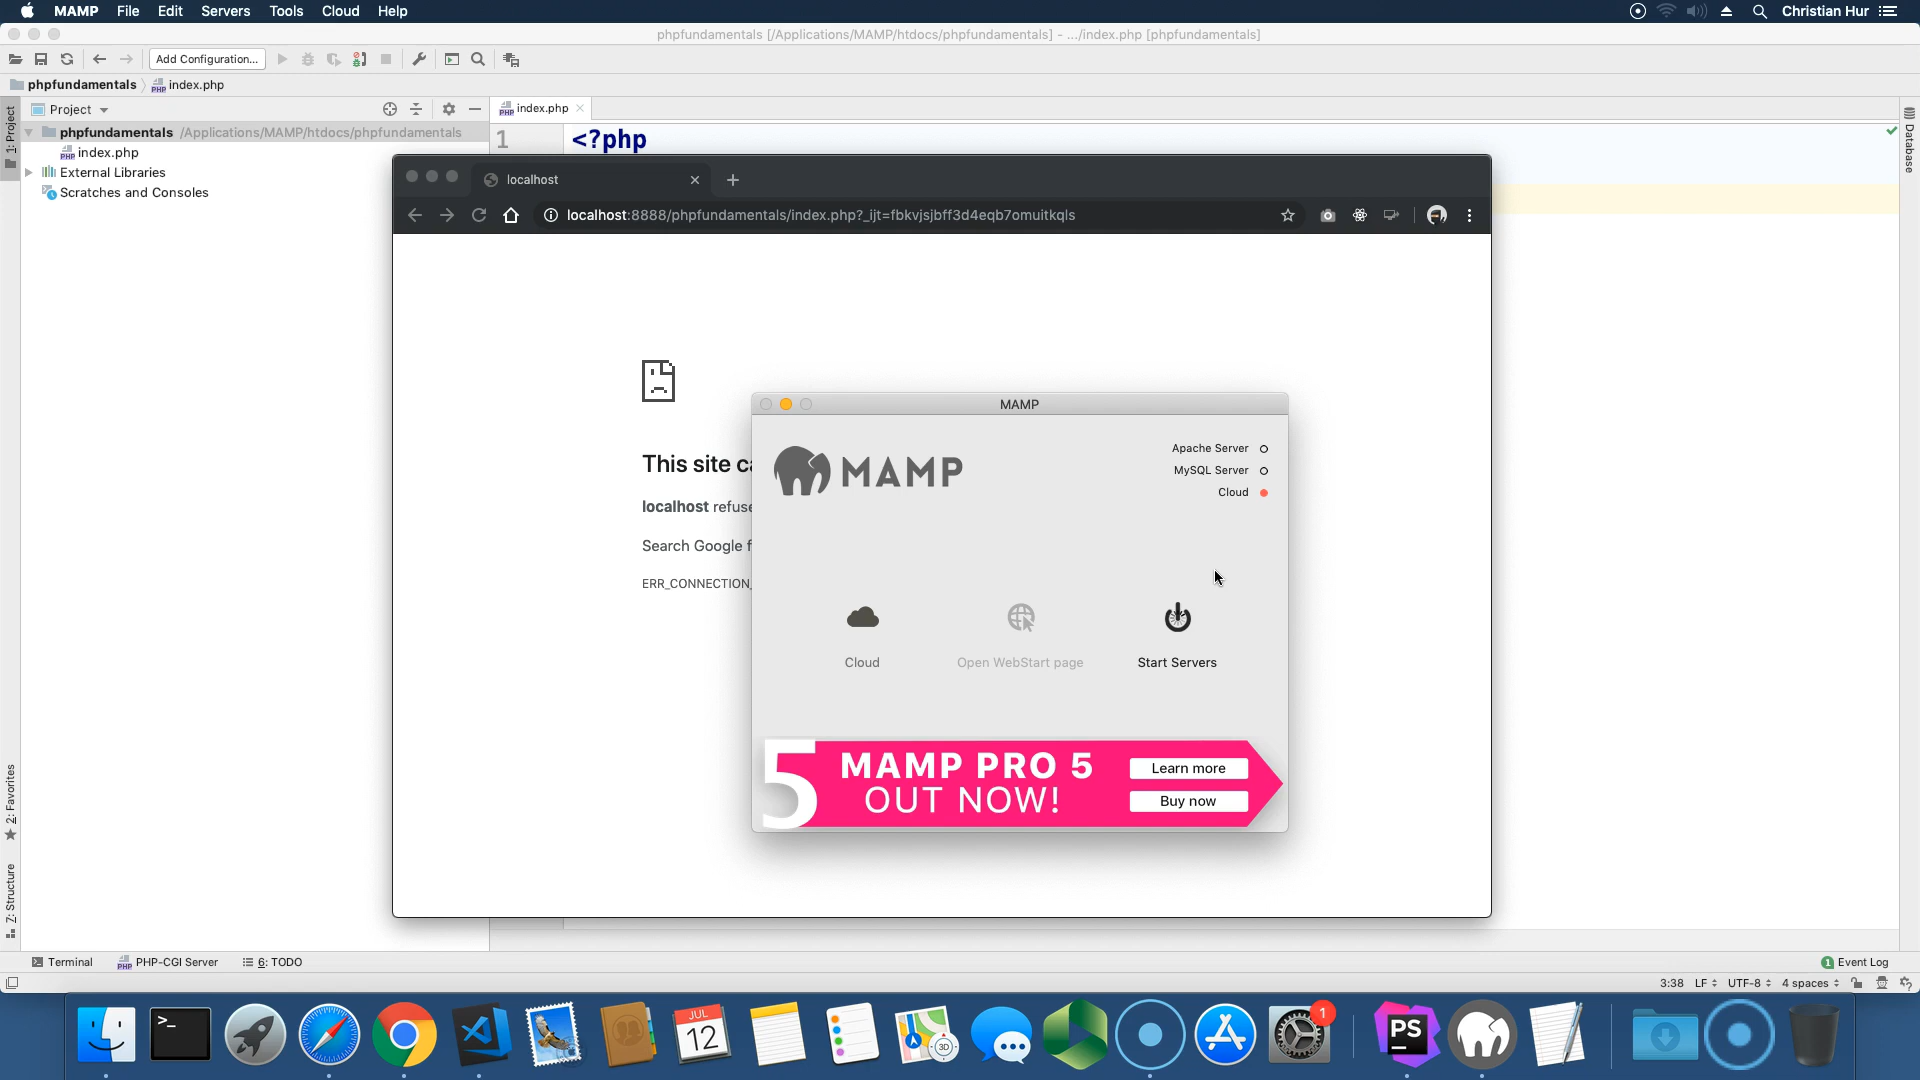 MAMP File Edit Servers Tools Cloud Help Christian Hur
phpfundamentals [/Applications/MAMP/htdocs/phpfundamentals] - .../index.php [phpfundamentals]
Add Configuration...
phpfundamentals index.php
Project
index.php
1: Project
phpfundamentals /Applications/MAMP/htdocs/phpfundamentals
1 <?php
Database
index.php
External Libraries
Scratches and Consoles
localhost
localhost:8888/phpfundamentals/index.php?_ijt=fbkvjsjbff3d4eqb7omuitkqls
This site
localhost
Search Google
ERR_CONNECTION_
MAMP
MAMP
Apache Server
MySQL Server
Cloud
Cloud
Open WebStart page
Start Servers
5
MAMP PRO 5
OUT NOW!
Learn more
Buy now
2: Favorites
7: Structure
Terminal PHP-CGI Server 6: TODO
1 Event Log
3:38 LF UTF-8 4 spaces
>_
JUL
12
3D
1
PS